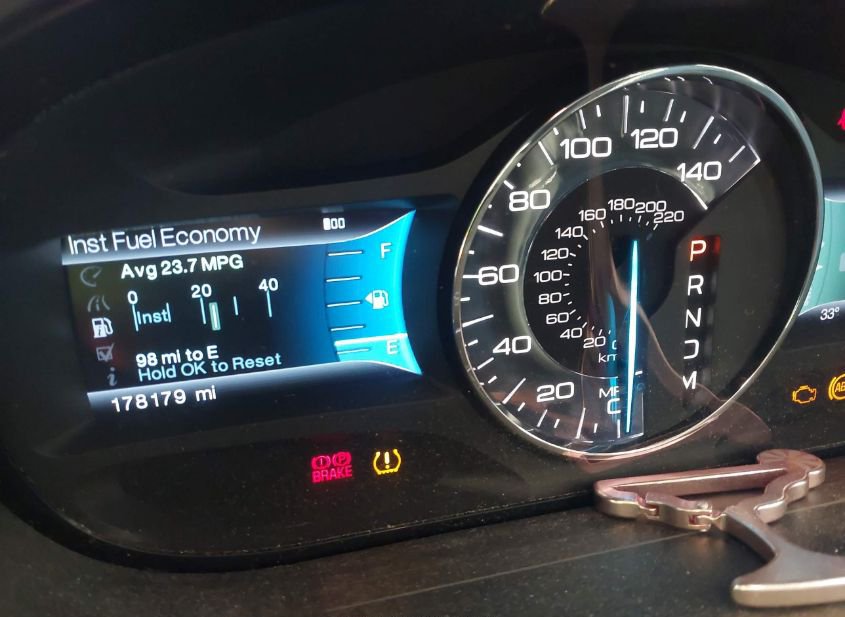 Inst Fuel Economy
Avg 23.7 MPG
0 20 40
Inst
98 mi to E
Hold OK to Reset
178179 mi
F
E
BRAKE
P
20 40 60 80 100 120 140
0 20 40 60 80 100 120 140 160 180 200 220
P
R
N
D
M
33°